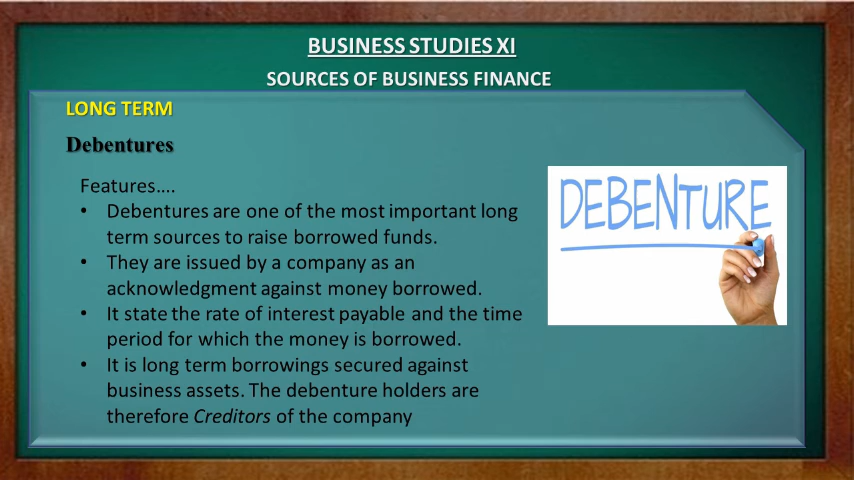 BUSINESS STUDIES XI
SOURCES OF BUSINESS FINANCE
LONG TERM
Debentures
Features....
• Debentures are one of the most important long
term sources to raise borrowed funds.
• They are issued by a company as an
acknowledgment against money borrowed.
• It state the rate of interest payable and the time
period for which the money is borrowed.
• It is long term borrowings secured against
business assets. The debenture holders are
therefore Creditors of the company
DEBENTURE